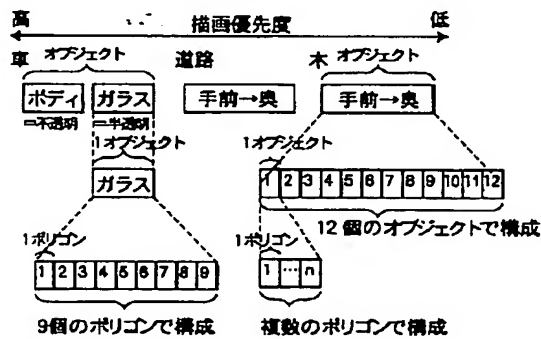 高 低
描画優先度
車 オブジェクト 道路 木 オブジェクト
ボディ ガラス 手前→奥 手前→奥
=不透明 =半透明
1オブジェクト 1オブジェクト
ガラス 1 2 3 4 5 6 7 8 9 10 11 12
12個のオブジェクトで構成
1ポリゴン 1ポリゴン
1 2 3 4 5 6 7 8 9 1 … n
9個のポリゴンで構成 複数のポリゴンで構成